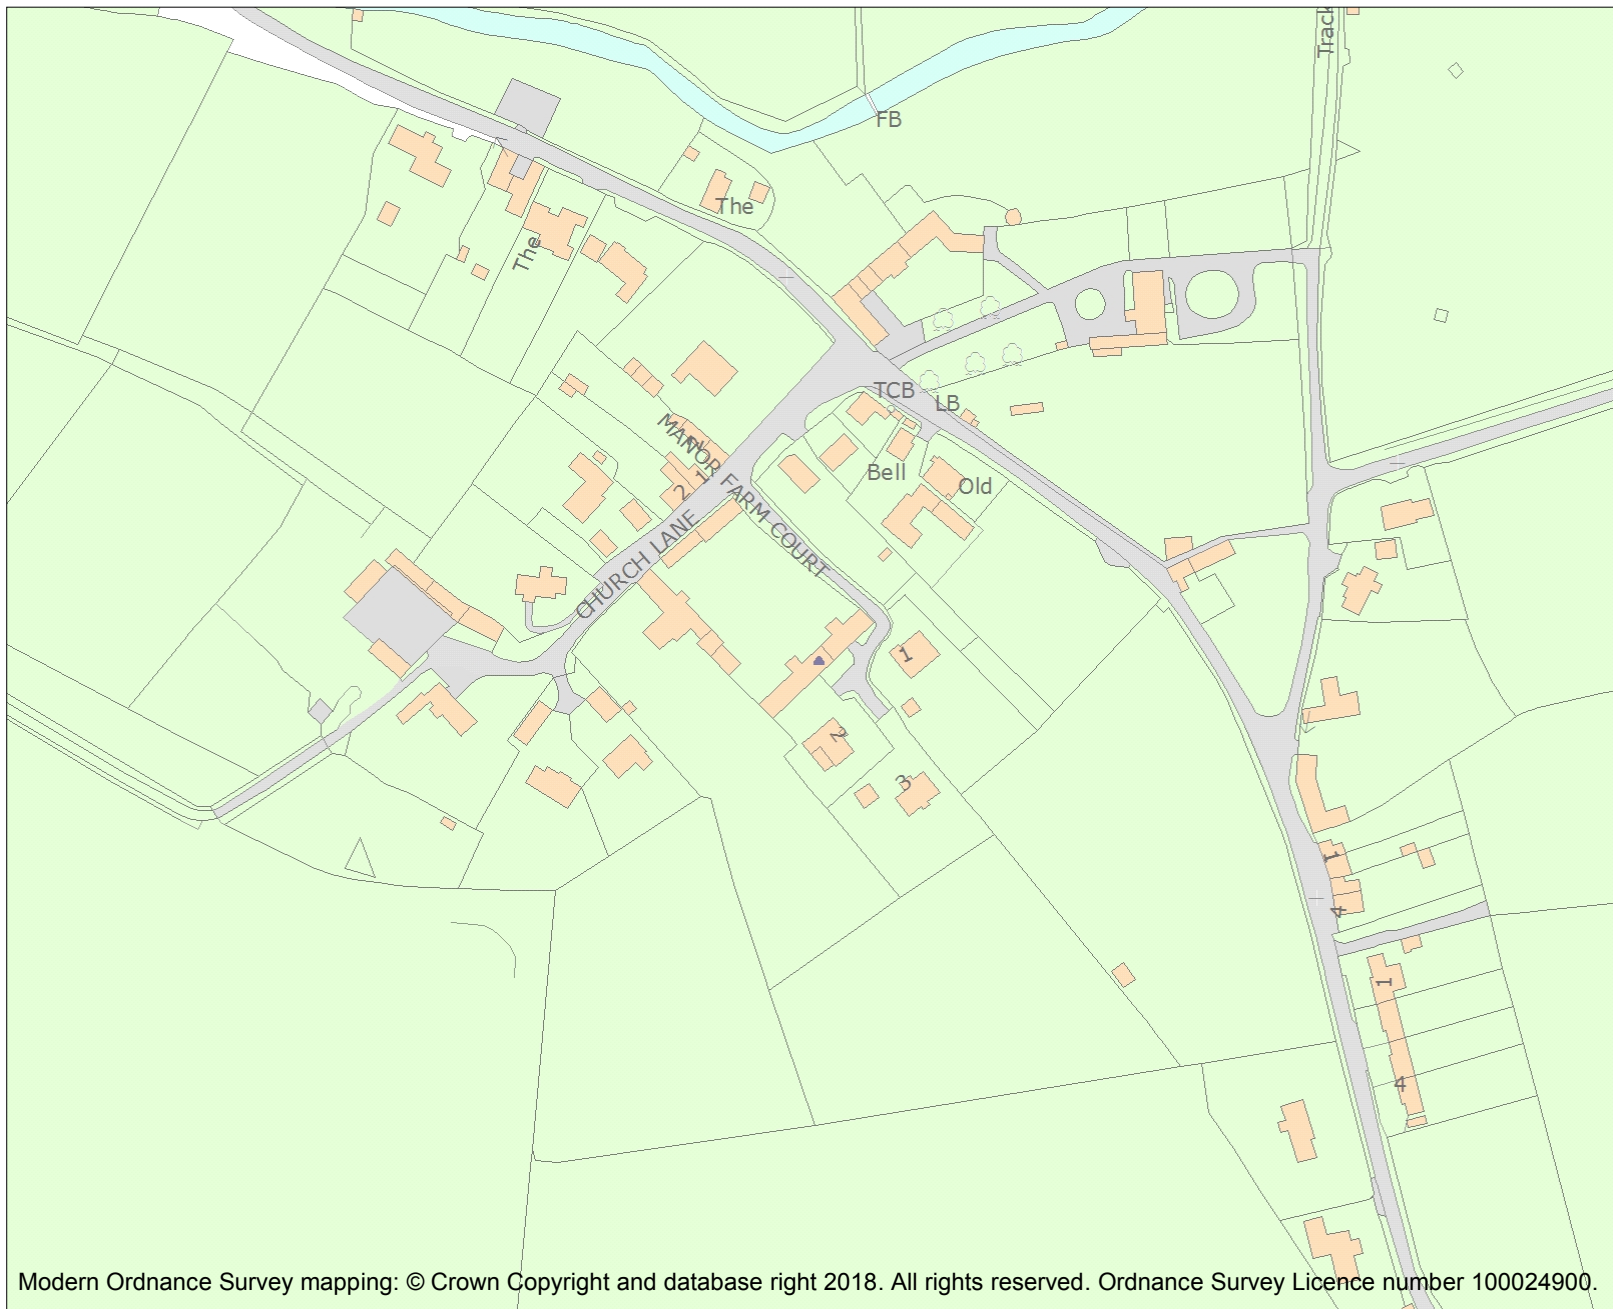 Track
FB
The
The
TCB
LB
MANOR FARM COURT
Bell
Old
2
1
CHURCH LANE
1
2
3
1
4
1
4
Modern Ordnance Survey mapping: © Crown Copyright and database right 2018. All rights reserved. Ordnance Survey Licence number 100024900.